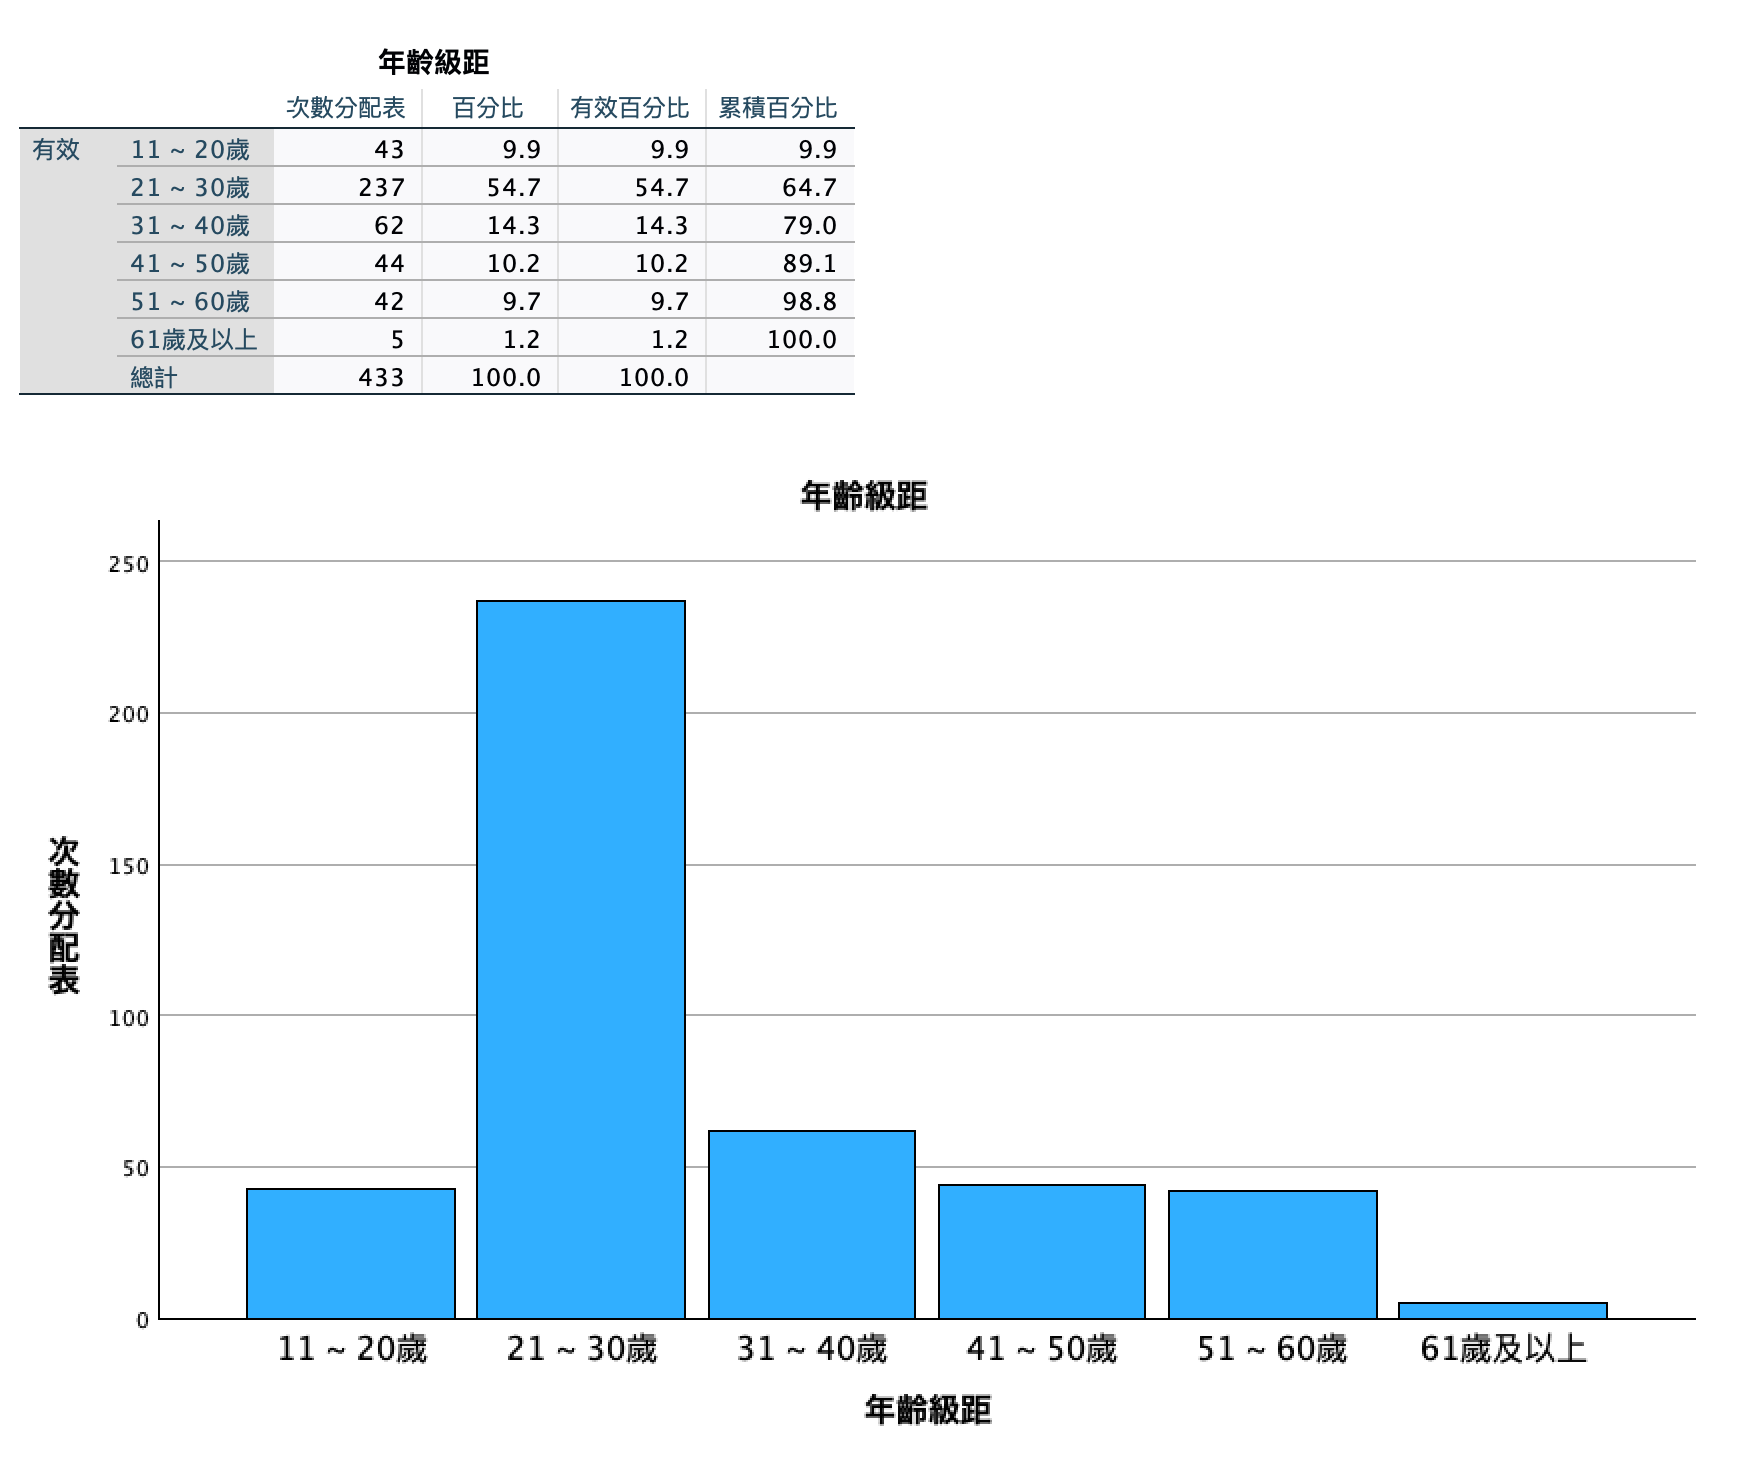 年齡級距
次數分配表 百分比 有效百分比 累積百分比
有效 11 ~ 20歲 43 9.9 9.9 9.9
21 ~ 30歲 237 54.7 54.7 64.7
31 ~ 40歲 62 14.3 14.3 79.0
41 ~ 50歲 44 10.2 10.2 89.1
51 ~ 60歲 42 9.7 9.7 98.8
61歲及以上 5 1.2 1.2 100.0
總計 433 100.0 100.0
年齡級距
250
200
150
100
50
0
次數分配表
11 ~ 20歲 21 ~ 30歲 31 ~ 40歲 41 ~ 50歲 51 ~ 60歲 61歲及以上
年齡級距